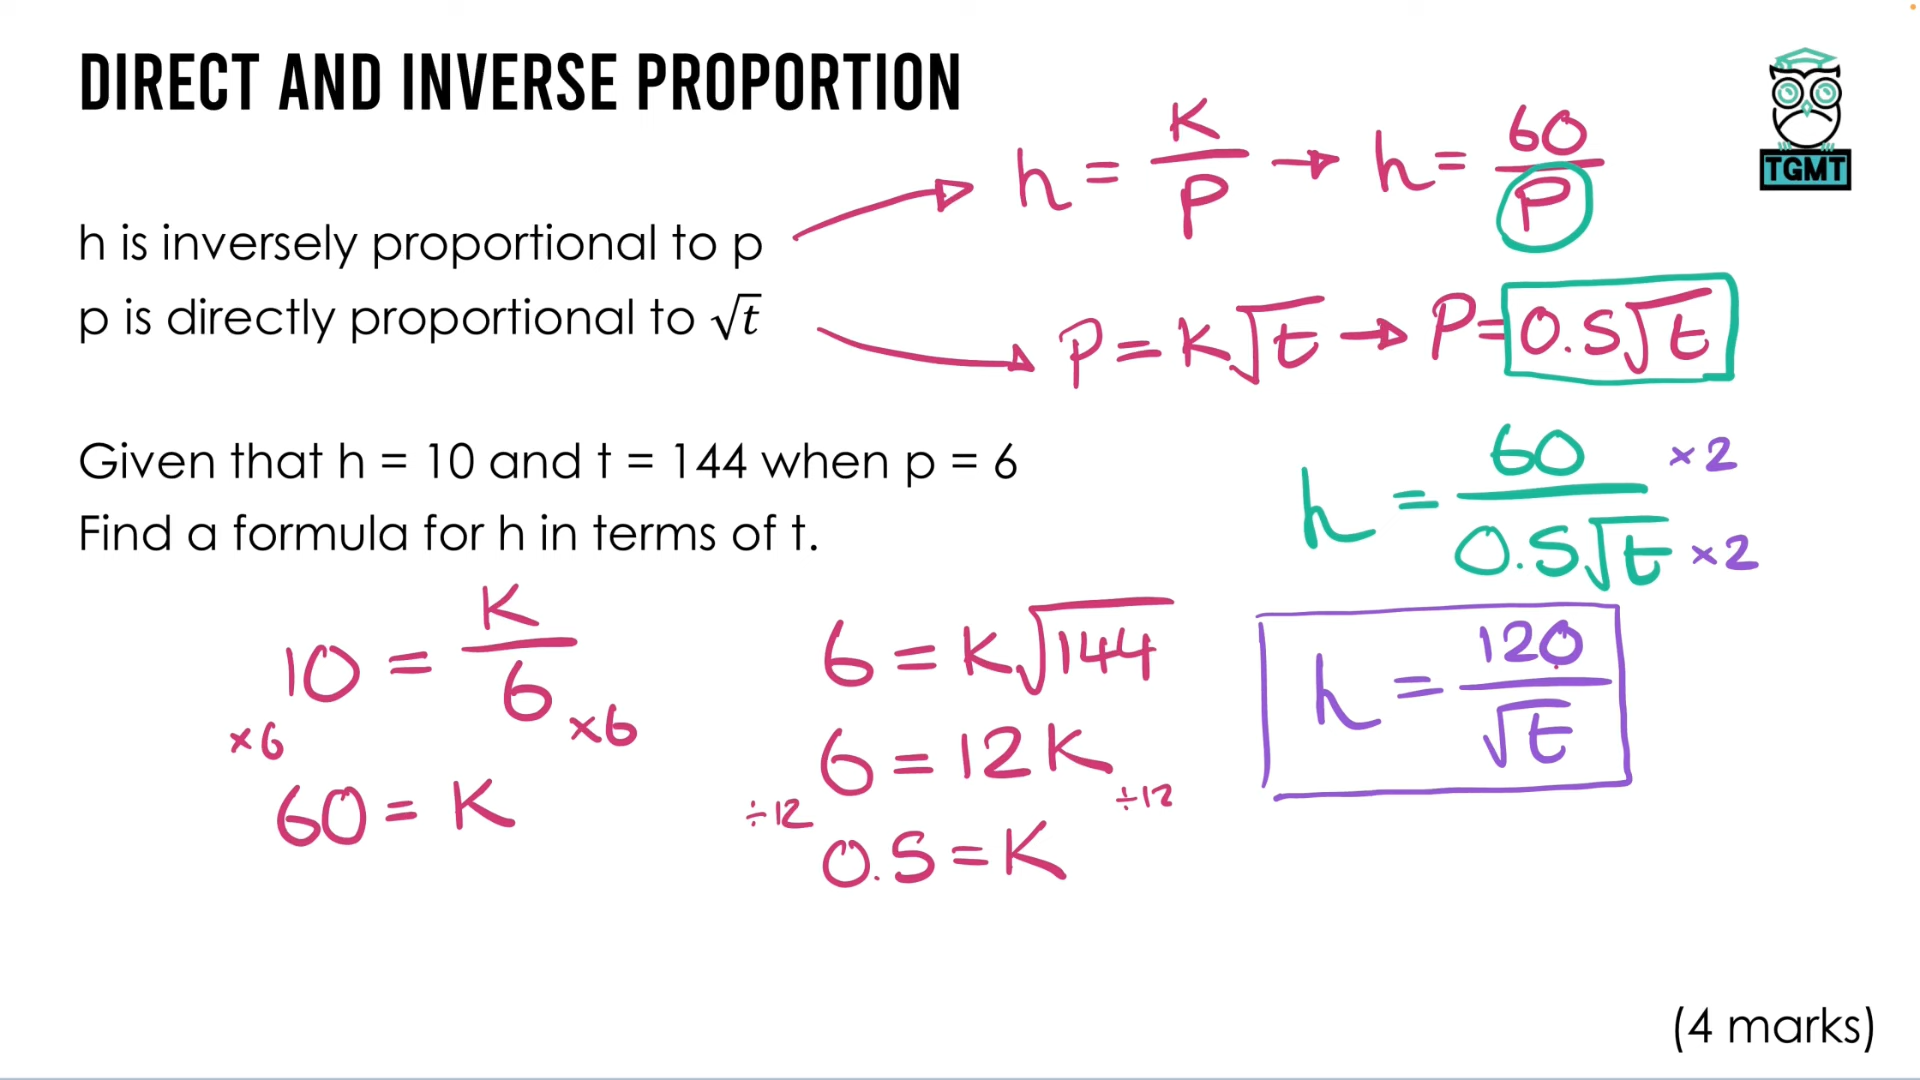 DIRECT AND INVERSE PROPORTION
TGMT
h is inversely proportional to p
p is directly proportional to √t
h = K/P → h = 60/P
P = K√t → P = 0.5√t
Given that h = 10 and t = 144 when p = 6
Find a formula for h in terms of t.
10 = K/6
×6 ×6
60 = K
6 = K√144
6 = 12K
÷12 ÷12
0.5 = K
h = 60/0.5√t ×2 ×2
h = 120/√t
(4 marks)